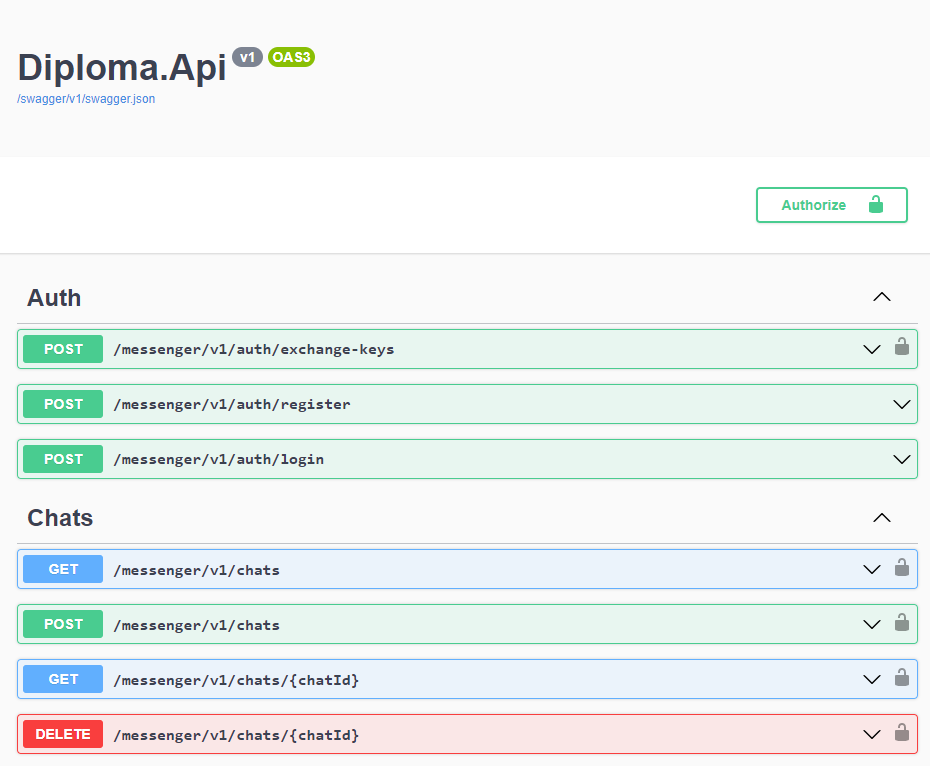 Diploma.Api v1 OAS3
/swagger/v1/swagger.json
Authorize
Auth
POST /messenger/v1/auth/exchange-keys
POST /messenger/v1/auth/register
POST /messenger/v1/auth/login
Chats
GET /messenger/v1/chats
POST /messenger/v1/chats
GET /messenger/v1/chats/{chatId}
DELETE /messenger/v1/chats/{chatId}